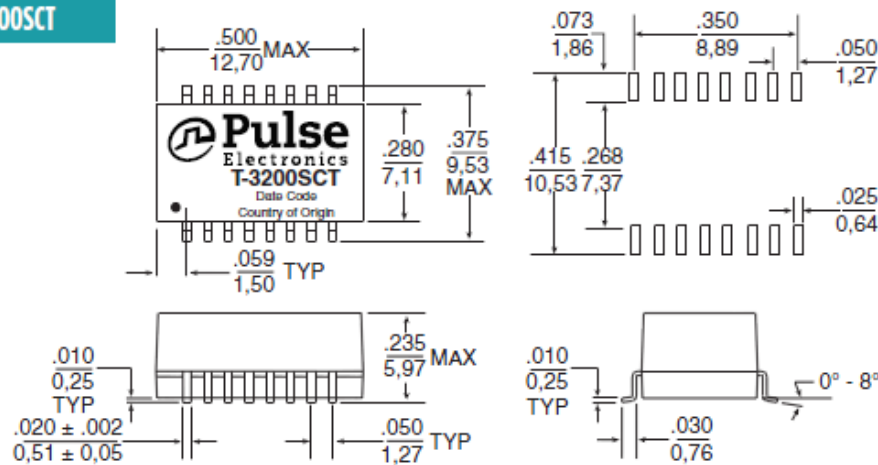 00SCT
.500
12,70
MAX
Pulse
Electronics
T-3200SCT
Date Code
Country of Origin
.280
7,11
.375
9,53
MAX
.059
1,50
TYP
.073
1,86
.350
8,89
.050
1,27
.415
10,53
.268
7,37
.025
0,64
.235
5,97
MAX
.010
0,25
TYP
.020 ± .002
0,51 ± 0,05
.050
1,27
TYP
.010
0,25
TYP
.030
0,76
0° - 8°